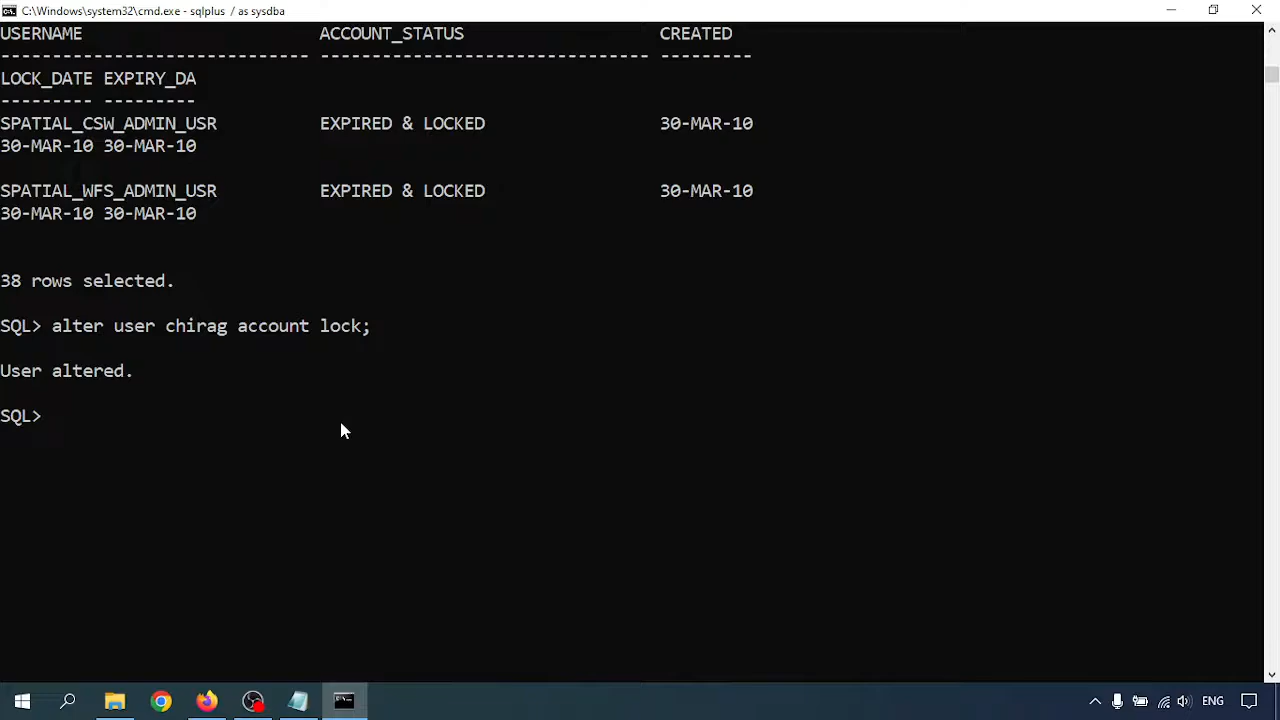 C:\Windows\system32\cmd.exe - sqlplus / as sysdba
USERNAME ACCOUNT_STATUS CREATED
------------------------------ -------------------------------- ---------
LOCK_DATE EXPIRY_DA
--------- ---------
SPATIAL_CSW_ADMIN_USR EXPIRED & LOCKED 30-MAR-10
30-MAR-10 30-MAR-10
SPATIAL_WFS_ADMIN_USR EXPIRED & LOCKED 30-MAR-10
30-MAR-10 30-MAR-10
38 rows selected.
SQL> alter user chirag account lock;
User altered.
SQL>
ENG